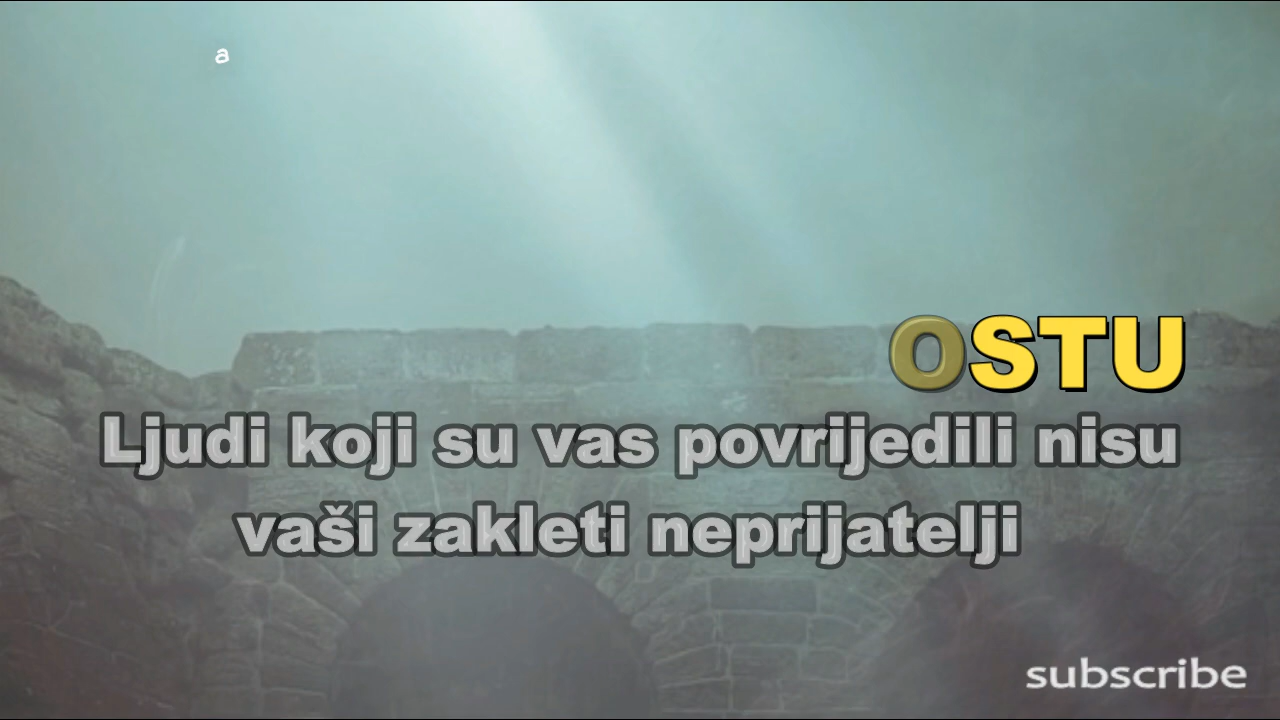 a
OSTU
Ljudi koji su vas povrijedili nisu
vaši zakleti neprijatelji
subscribe